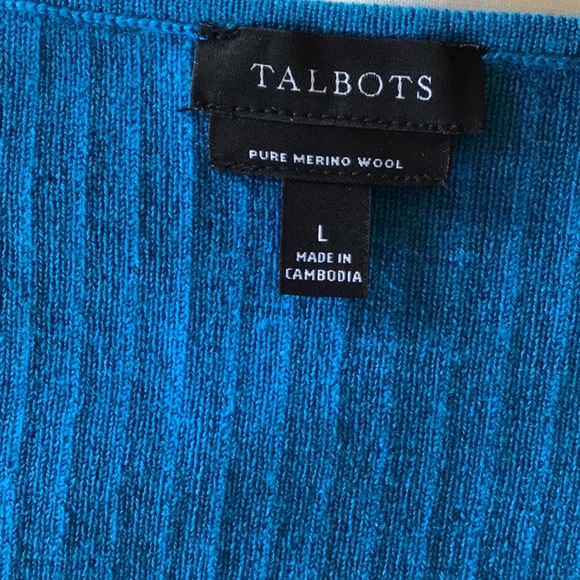 TALBOTS
PURE MERINO WOOL
L
MADE IN
CAMBODIA